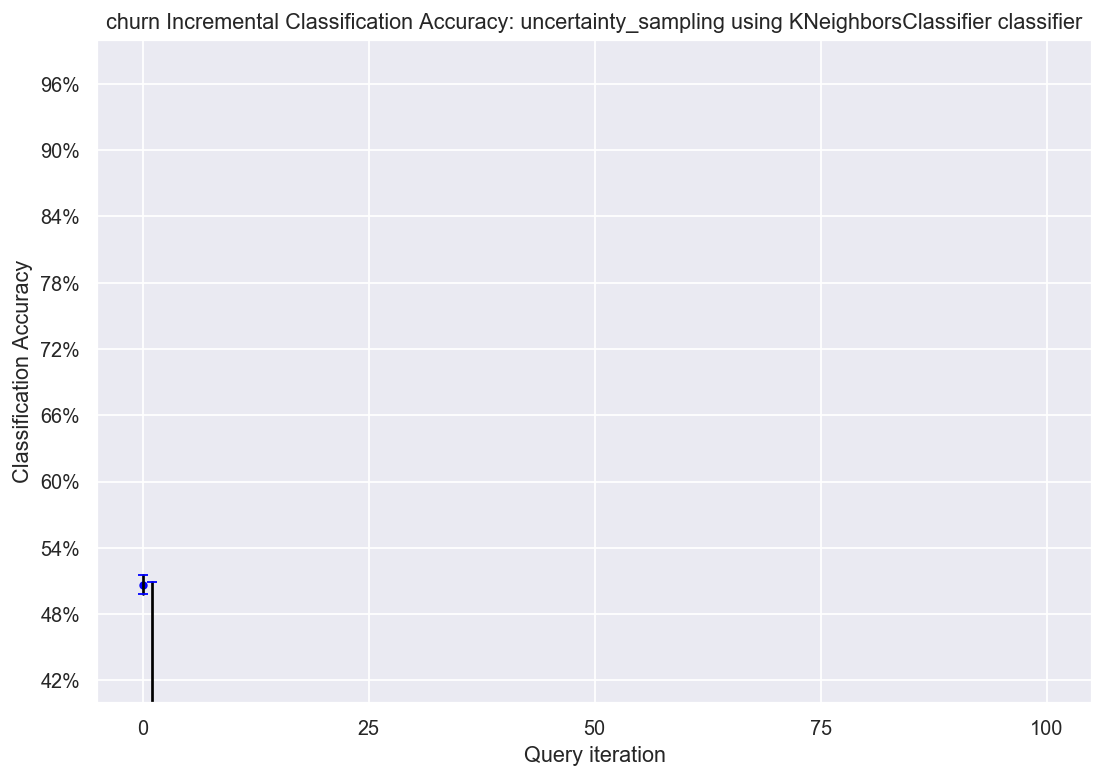 churn Incremental Classification Accuracy: uncertainty_sampling using KNeighborsClassifier classifier
96%
90%
84%
78%
72%
66%
60%
54%
48%
42%
Classification Accuracy
0 25 50 75 100
Query iteration